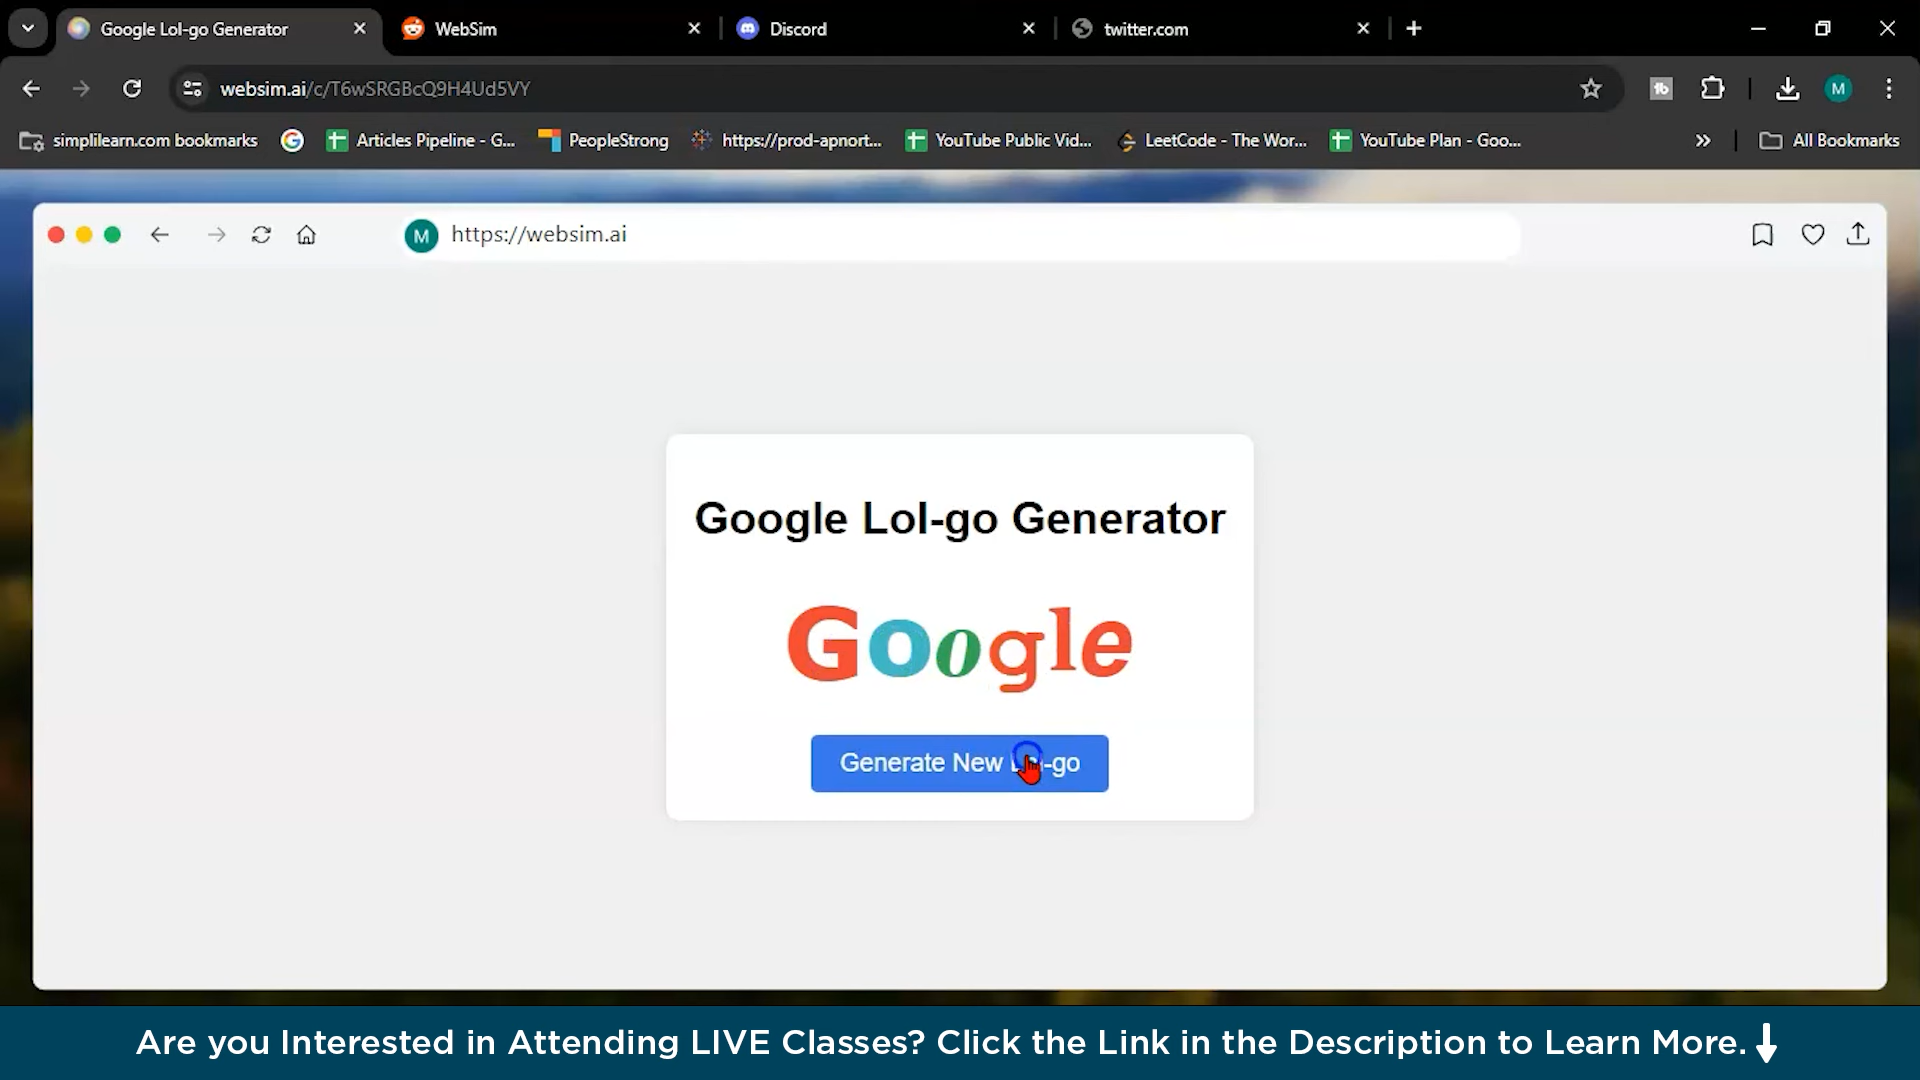 Google Lol-go Generator
WebSim
Discord
twitter.com
websim.ai/c/T6wSRGBcQ9H4Ud5VY
M
simplilearn.com bookmarks
Articles Pipeline - G...
PeopleStrong
https://prod-apnort...
YouTube Public Vid...
LeetCode - The Wor...
YouTube Plan - Goo...
All Bookmarks
M
https://websim.ai
Google Lol-go Generator
Google
Generate New -go
Are you Interested in Attending LIVE Classes? Click the Link in the Description to Learn More.